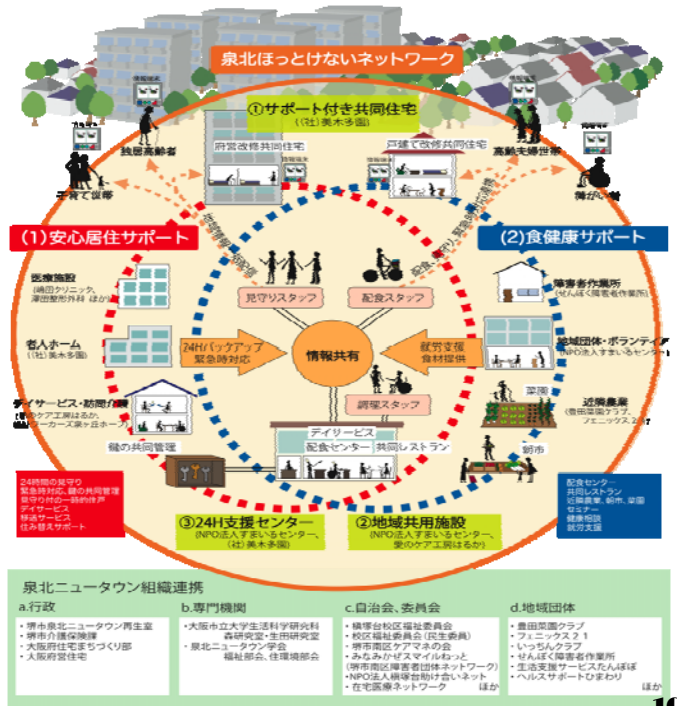 泉北ほっとけないネットワーク
①サポート付き共同住宅
((社)美木多園)
府営改修共同住宅
戸建て改修共同住宅
情報端末
独居高齢者
高齢夫婦世帯
子育て世帯
障がい者
(1)安心居住サポート
(2)食健康サポート
医療施設
(嶋田クリニック、
澤田整形外科 ほか)
障害者作業所
(せんぼく障害者作業所)
見守りスタッフ
配食スタッフ
老人ホーム
((社)美木多園)
24Hバックアップ
緊急時対応
情報共有
就労支援
食材提供
地域団体・ボランティア
(NPO法人すまいるセンター)
デイサービス・訪問介護
調理スタッフ
菜園
近隣農業
(豊田菜園クラブ、
デイサービス
配食センター
共同レストラン
鍵の共同管理
朝市
24時間の見守り
緊急時対応、鍵の共同管理
デイサービス
移送サービス
住み替えサポート
③24H支援センター
(NPO法人すまいるセンター、
(社)美木多園)
②地域共用施設
(NPO法人すまいるセンター、
愛のケア工房はるか)
配食センター
共同レストラン
近隣農業、朝市、菜園
セミナー
健康相談
就労支援
泉北ニュータウン組織連携
a.行政
・堺市泉北ニュータウン再生室
・堺市介護保険課
・大阪府住宅まちづくり部
・大阪府営住宅
b.専門機関
・大阪市立大学生活科学研究科
森研究室・生田研究室
・泉北ニュータウン学会
福祉部会、住環境部会
c.自治会、委員会
・槇塚台校区自治連合会
・校区福祉委員会(民生委員)
・堺市南区ケアマネの会
・みなみかぜスマイルねっと
(堺市南区障害者団体ネットワーク)
・NPO法人槇塚台助け合いネット
・在宅医療ネットワーク ほか
d.地域団体
・豊田菜園クラブ
・フェニックス21
・いっちんクラブ
・せんぼく障害者作業所
・生活支援サービスたんぽぽ
・ヘルスサポートひまわり
ほか